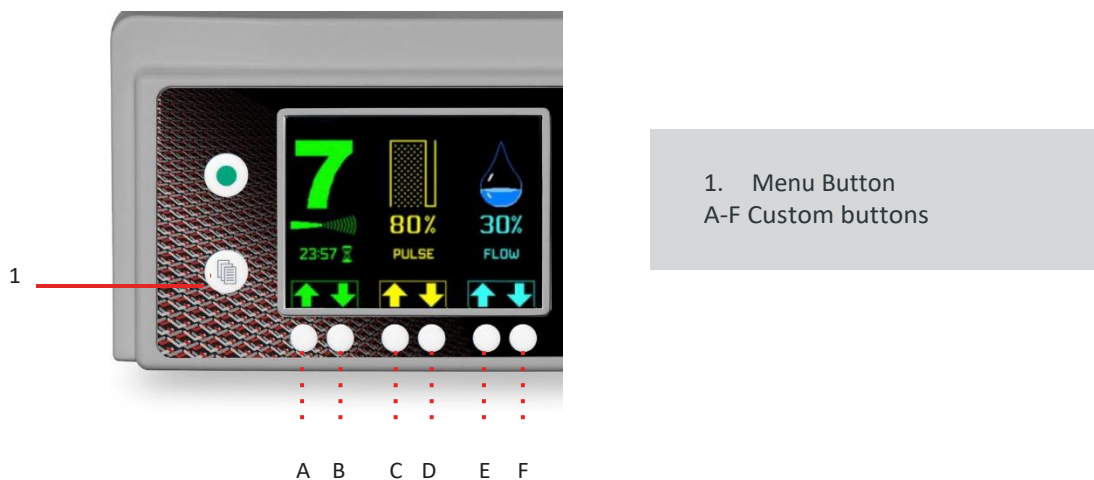 7
80% 30%
23:57 PULSE FLOW
1
A B C D E F
1. Menu Button
A-F Custom buttons